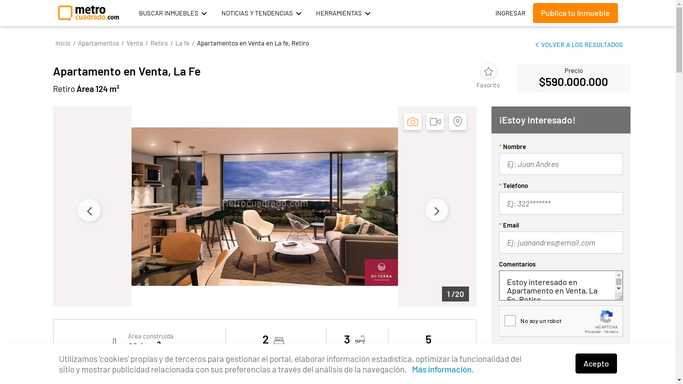 metro
cuadrado.com
BUSCAR INMUEBLES
NOTICIAS Y TENDENCIAS
HERRAMIENTAS
INGRESAR
Publica tu Inmueble
Inicio / Apartamentos / Venta / Retiro / La fe / Apartamentos en Venta en La fe, Retiro
VOLVER A LOS RESULTADOS
Apartamento en Venta, La Fe
Retiro Área 124 m²
Favorito
Precio
$590.000.000
metrocuadrado.com
1 / 20
¡Estoy Interesado!
* Nombre
Ej: Juan Andres
* Teléfono
Ej: 322*******
* Email
Ej: juanandres@email.com
Comentarios
Estoy interesado en
Apartamento en Venta, La
Fe, Retiro
No soy un robot
reCAPTCHA
Privacidad - Términos
Área construida
2
3
5
Utilizamos 'cookies' propias y de terceros para gestionar el portal, elaborar información estadística, optimizar la funcionalidad del
sitio y mostrar publicidad relacionada con sus preferencias a través del análisis de la navegación. Más información.
Acepto